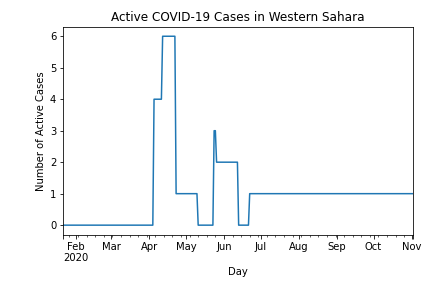 Active COVID-19 Cases in Western Sahara
Number of Active Cases
6
5
4
3
2
1
0
Feb Mar Apr May Jun Jul Aug Sep Oct Nov
2020
Day